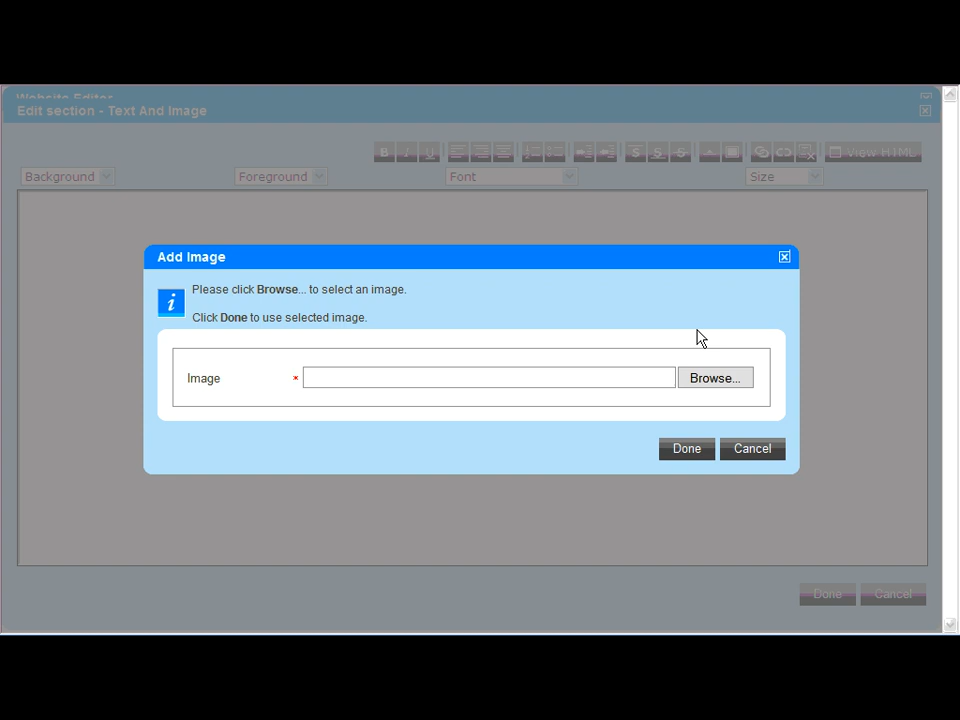 Website Editor
Edit section - Text And Image
B I U S S S View HTML
Background Foreground Font Size
Add Image
Please click Browse... to select an image.
Click Done to use selected image.
Image * Browse...
Done Cancel
Done Cancel